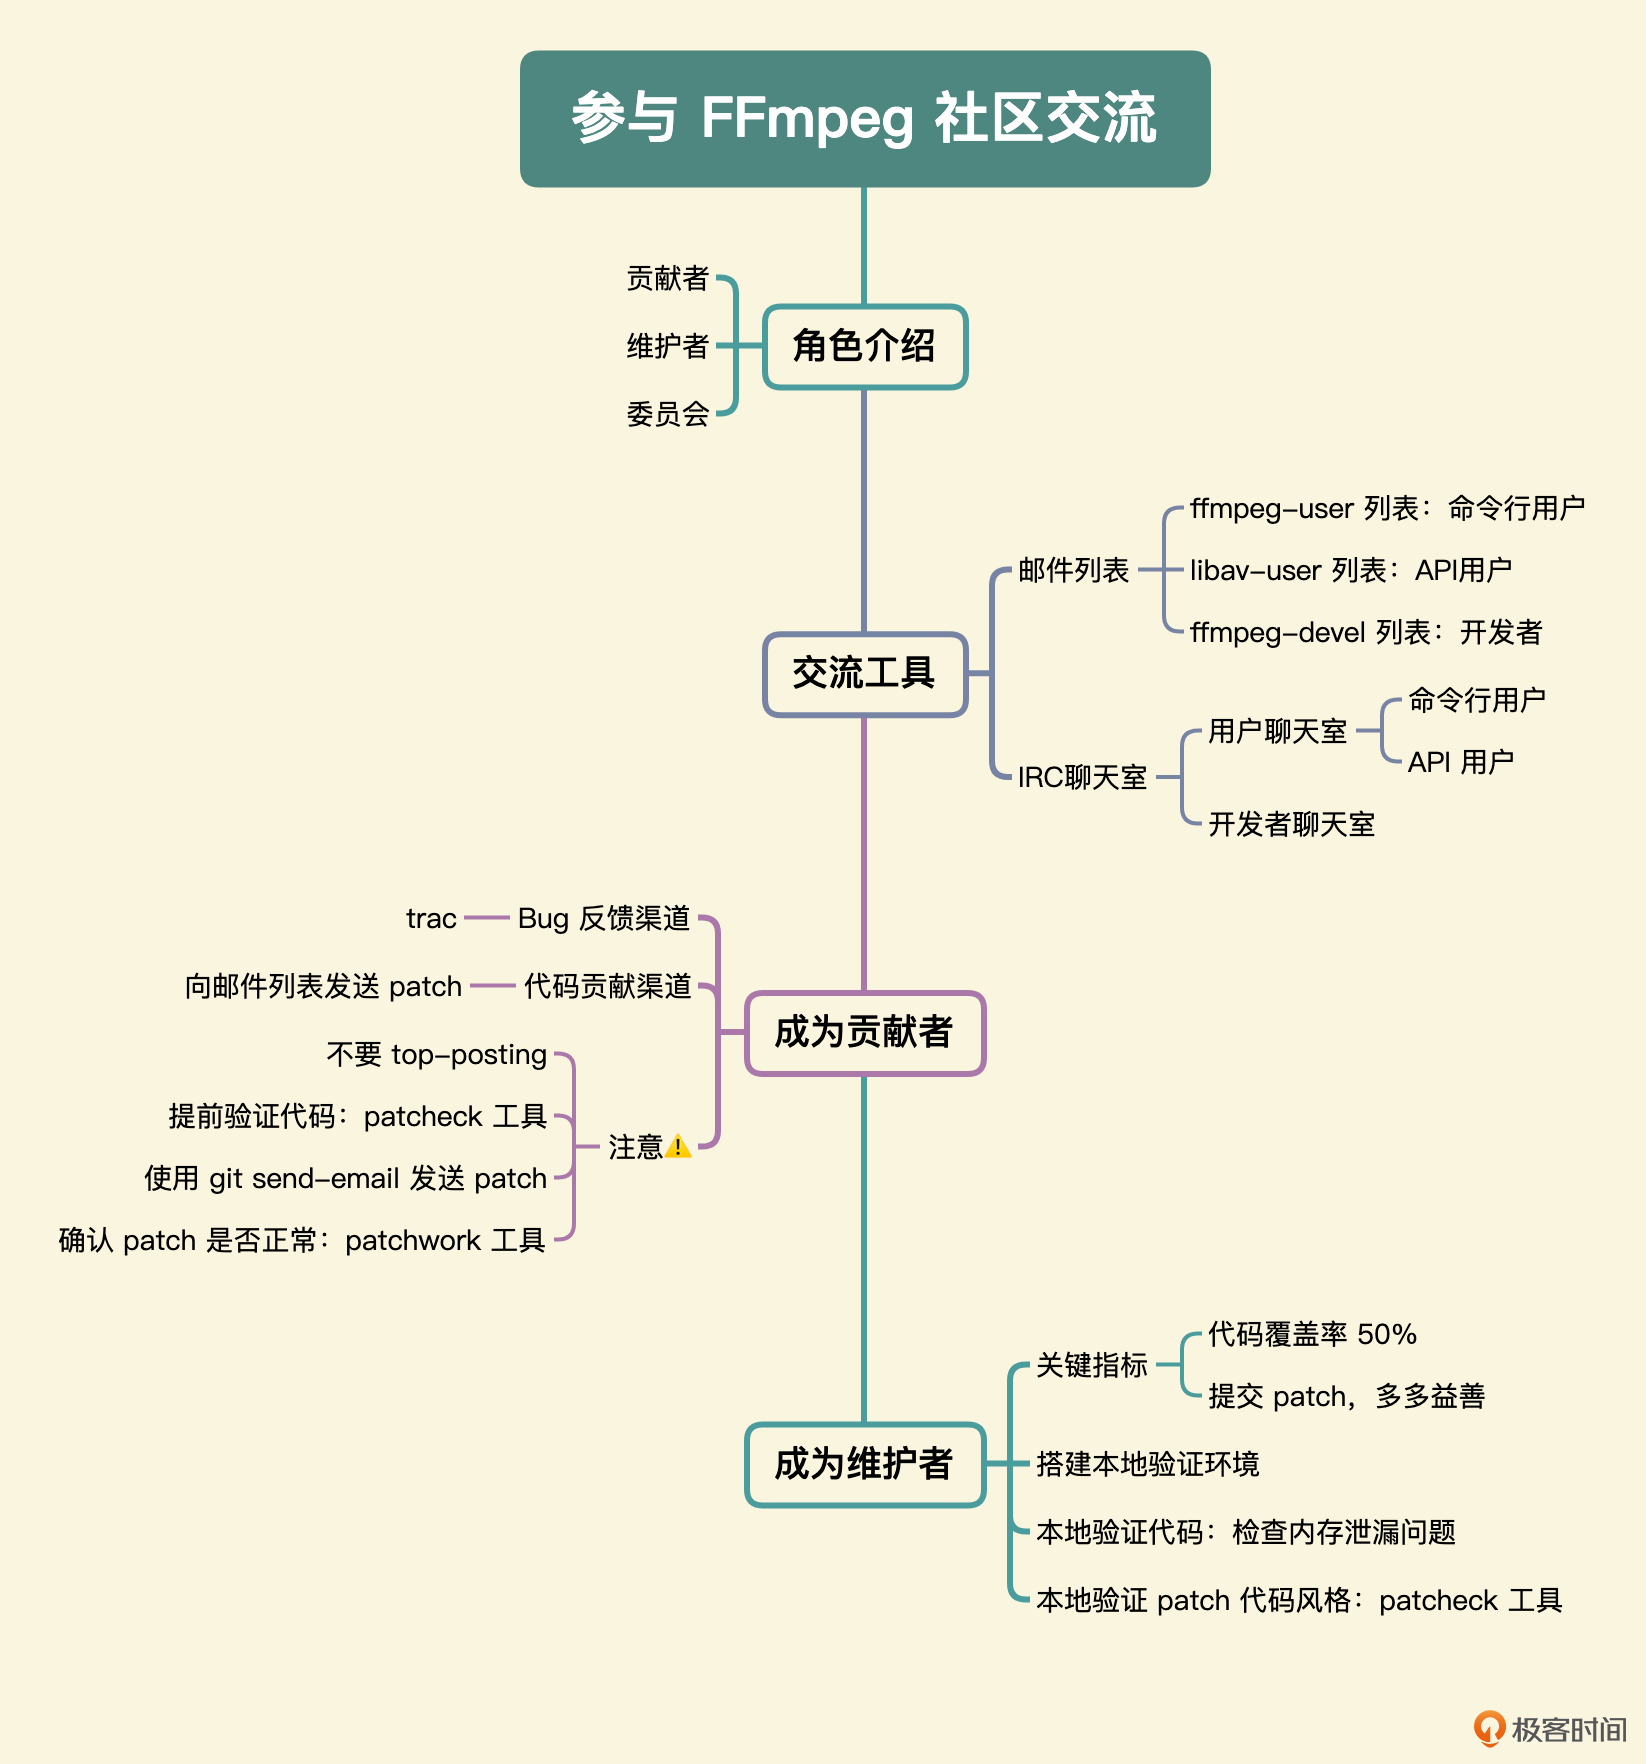 参与 FFmpeg 社区交流
角色介绍
贡献者
维护者
委员会
交流工具
邮件列表
ffmpeg-user 列表：命令行用户
libav-user 列表：API用户
ffmpeg-devel 列表：开发者
IRC聊天室
用户聊天室
命令行用户
API 用户
开发者聊天室
成为贡献者
Bug 反馈渠道
trac
代码贡献渠道
向邮件列表发送 patch
注意⚠️
不要 top-posting
提前验证代码：patcheck 工具
使用 git send-email 发送 patch
确认 patch 是否正常：patchwork 工具
成为维护者
关键指标
代码覆盖率 50%
提交 patch，多多益善
搭建本地验证环境
本地验证代码：检查内存泄漏问题
本地验证 patch 代码风格：patcheck 工具
极客时间